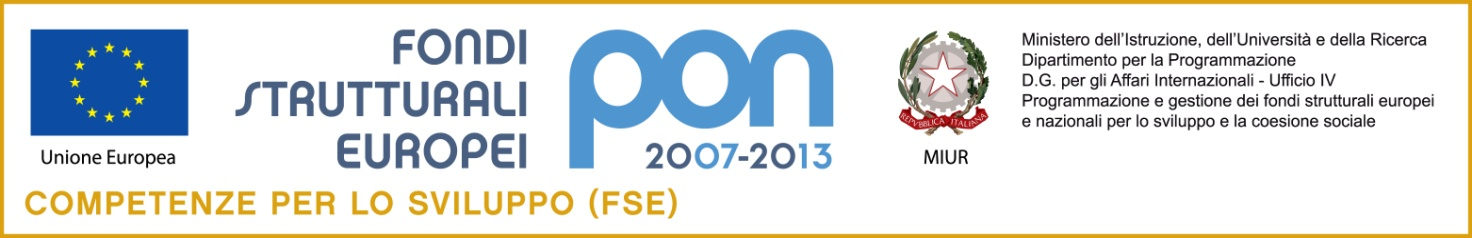 Unione Europea
FONDI
STRUTTURALI
EUROPEI
pon
2007-2013
REPVBBLICA ITALIANA
MIUR
Ministero dell'Istruzione, dell'Università e della Ricerca
Dipartimento per la Programmazione
D.G. per gli Affari Internazionali - Ufficio IV
Programmazione e gestione dei fondi strutturali europei
e nazionali per lo sviluppo e la coesione sociale
COMPETENZE PER LO SVILUPPO (FSE)